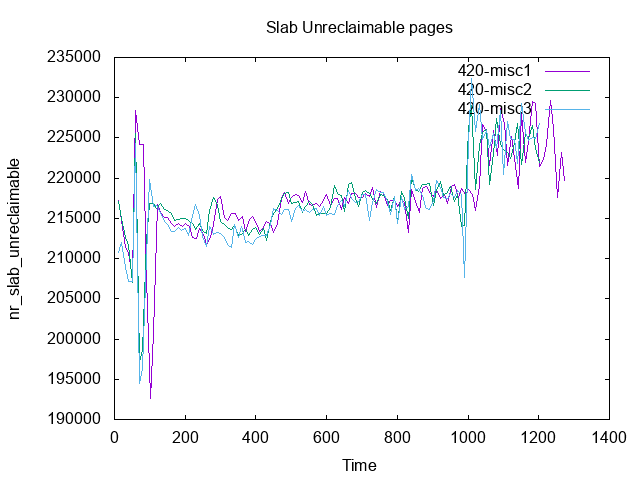 Slab Unreclaimable pages
235000
230000
225000
220000
215000
210000
205000
200000
195000
190000
nr_slab_unreclaimable
420-misc1
420-misc2
420-misc3
0 200 400 600 800 1000 1200 1400
Time